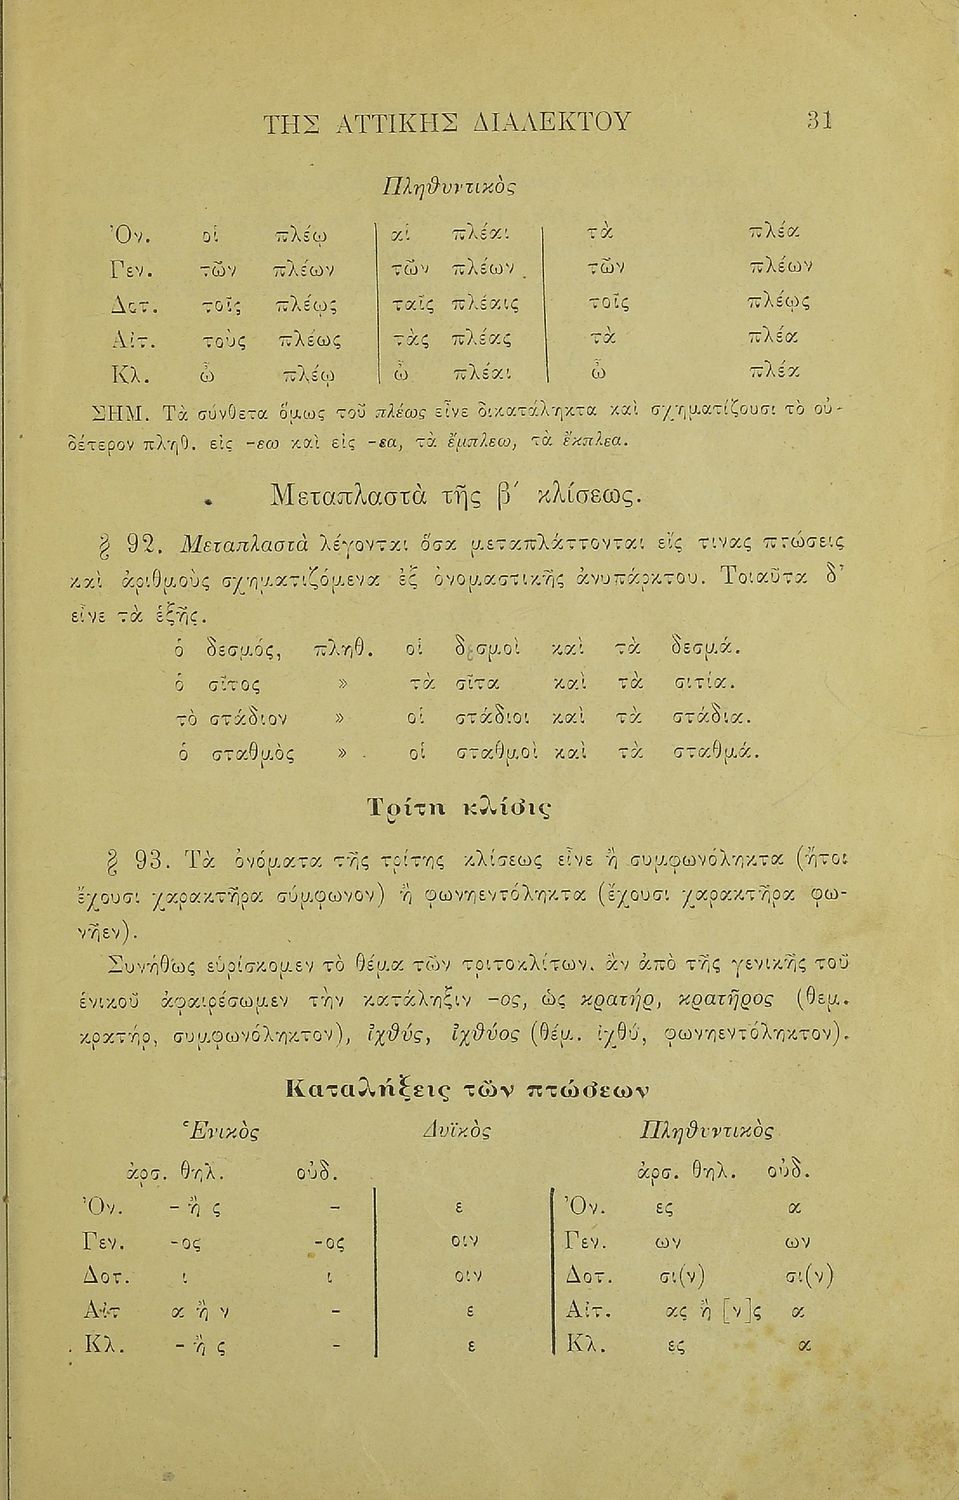 ΤΗΣ ΑΤΤΙΚΗΣ ΔΙΑΛΕΚΤΟΥ 31
Πληθυντικὸς
Ὀν. οἱ πλέῳ αἱ πλέαι τὰ πλέα
Γεν. τῶν πλέων τῶν πλέων τῶν πλέων
Δοτ. τοῖς πλέῳς ταῖς πλέαις τοῖς πλέῳς
Αἰτ. τοὺς πλέως τὰς πλέας τὰ πλέα
Κλ. ὦ πλέῳ ὦ πλέαι ὦ πλέα
ΣΗΜ. Τὰ σύνθετα ὅμως τοῦ πλέως εἶνε δικατάληκτα καὶ σχηματίζουσι τὸ οὐ-
δέτερον πληθ. εἰς -εω καὶ εἰς -εα, τὰ ἔμπλεω, τὰ ἔκπλεα.
Μεταπλαστὰ τῆς β΄ κλίσεως.
§ 92. Μεταπλαστὰ λέγονται ὅσα μεταπλάττονται εἴς τινας πτώσεις
καὶ ἀριθμοὺς σχηματιζόμενα ἐξ ὀνομαστικῆς ἀνυπάρκτου. Τοιαῦτα δ’
εἶνε τὰ ἑξῆς.
ὁ δεσμός, πληθ. οἱ δεσμοὶ καὶ τὰ δεσμά.
ὁ σῖτος » τὰ σῖτα καὶ τὰ σιτία.
τὸ στάδιον » οἱ στάδιοι καὶ τὰ στάδια.
ὁ σταθμὸς » οἱ σταθμοὶ καὶ τὰ σταθμά.
Τρίτη κλίσις
§ 93. Τὰ ὀνόματα τῆς τρίτης κλίσεως εἶνε ἢ συμφωνόληκτα (ἤτοι
ἔχουσι χαρακτῆρα σύμφωνον) ἢ φωνηεντόληκτα (ἔχουσι χαρακτῆρα φω-
νῆεν).
Συνήθως εὑρίσκομεν τὸ θέμα τῶν τριτοκλίτων, ἂν ἀπὸ τῆς γενικῆς τοῦ
ἑνικοῦ ἀφαιρέσωμεν τὴν κατάληξιν -ος, ὡς κρατήρ, κρατῆρος (θεμ.
κρατήρ, συμφωνόληκτον), ἰχθύς, ἰχθύος (θέμ. ἰχθύ, φωνηεντόληκτον).
Καταλήξεις τῶν πτώσεων
Ἑνικὸς Δυϊκὸς Πληθυντικὸς
ἀρσ. θηλ. οὐδ. ἀρσ. θηλ. οὐδ.
Ὀν. - ἢ ς - ε Ὀν. ες α
Γεν. -ος -ος οιν Γεν. ων ων
Δοτ. ι ι οιν Δοτ. σι(ν) σι(ν)
Αἰτ α ἢ ν - ε Αἰτ. ας ἢ [ν]ς α
Κλ. - ἢ ς - ε Κλ. ες α